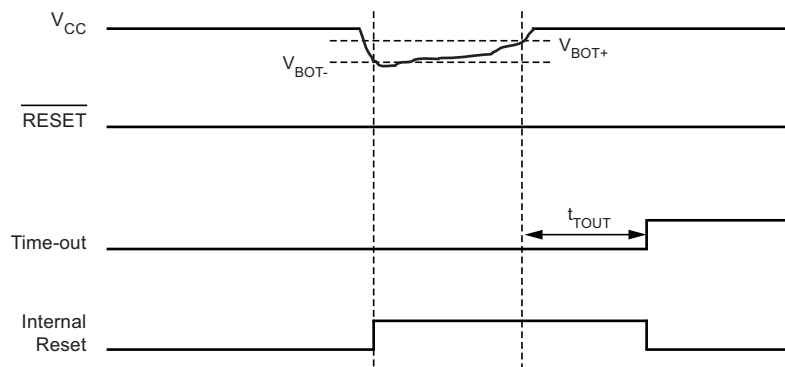 VCC
VBOT-
VBOT+
RESET
tTOUT
Time-out
Internal
Reset